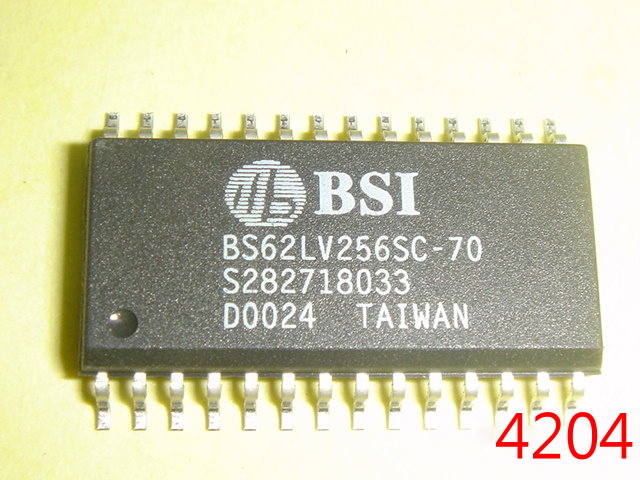 BSI
BS62LV256SC-70
S282718033
D0024 TAIWAN
4204